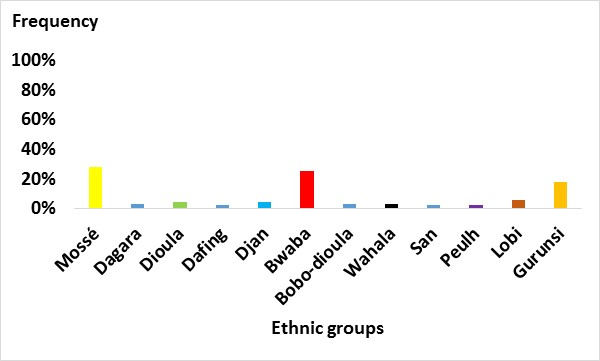 Frequency
100%
80%
60%
40%
20%
0%
Mossé
Dagara
Dioula
Dafing
Djan
Bwaba
Bobo-dioula
Wahala
San
Peulh
Lobi
Gurunsi
Ethnic groups